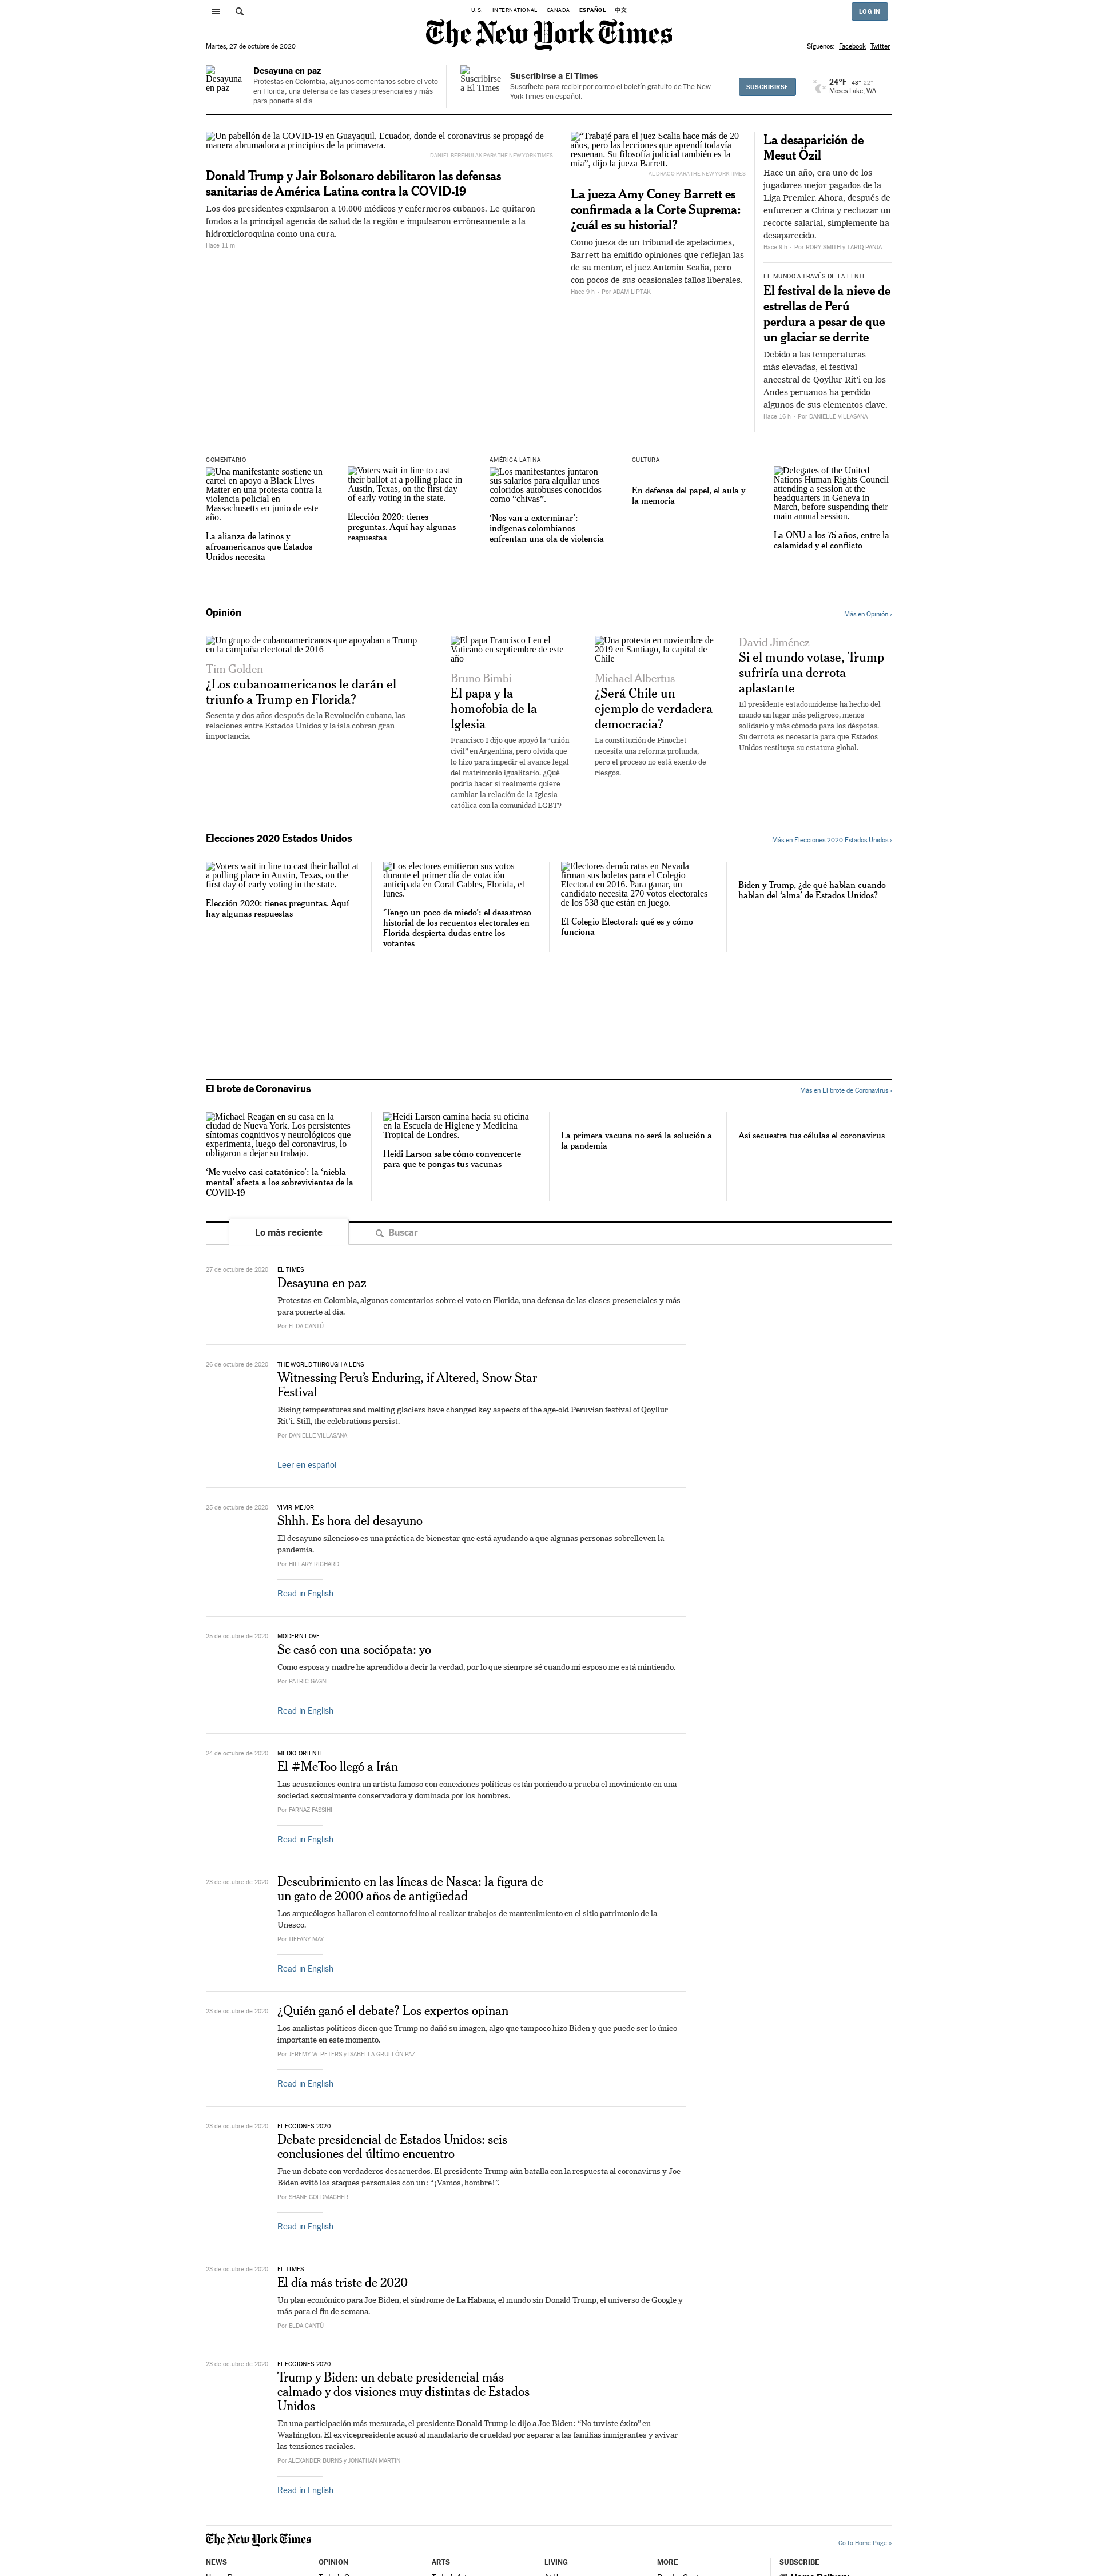 U.S.
INTERNATIONAL
CANADA
ESPAÑOL
中文
LOG IN
The New York Times
Martes, 27 de octubre de 2020
Síguenos: Facebook Twitter
Desayuna en paz
Desayuna en paz
Protestas en Colombia, algunos comentarios sobre el voto
en Florida, una defensa de las clases presenciales y más
para ponerte al día.
Suscribirse a El Times
Suscribirse a El Times
Suscríbete para recibir por correo el boletín gratuito de The New
York Times en español.
SUSCRIBIRSE
24°F 43° 22°
Moses Lake, WA
Un pabellón de la COVID-19 en Guayaquil, Ecuador, donde el coronavirus se propagó de
manera abrumadora a principios de la primavera.
DANIEL BEREHULAK PARA THE NEW YORK TIMES
Donald Trump y Jair Bolsonaro debilitaron las defensas
sanitarias de América Latina contra la COVID-19
Los dos presidentes expulsaron a 10.000 médicos y enfermeros cubanos. Le quitaron
fondos a la principal agencia de salud de la región e impulsaron erróneamente a la
hidroxicloroquina como una cura.
Hace 11 m
“Trabajé para el juez Scalia hace más de 20
años, pero las lecciones que aprendí todavía
resuenan. Su filosofía judicial también es la
mía”, dijo la jueza Barrett.
AL DRAGO PARA THE NEW YORK TIMES
La jueza Amy Coney Barrett es
confirmada a la Corte Suprema:
¿cuál es su historial?
Como jueza de un tribunal de apelaciones,
Barrett ha emitido opiniones que reflejan las
de su mentor, el juez Antonin Scalia, pero
con pocos de sus ocasionales fallos liberales.
Hace 9 h - Por ADAM LIPTAK
La desaparición de
Mesut Özil
Hace un año, era uno de los
jugadores mejor pagados de la
Liga Premier. Ahora, después de
enfurecer a China y rechazar un
recorte salarial, simplemente ha
desaparecido.
Hace 9 h - Por RORY SMITH y TARIQ PANJA
EL MUNDO A TRAVÉS DE LA LENTE
El festival de la nieve de
estrellas de Perú
perdura a pesar de que
un glaciar se derrite
Debido a las temperaturas
más elevadas, el festival
ancestral de Qoyllur Rit’i en los
Andes peruanos ha perdido
algunos de sus elementos clave.
Hace 16 h - Por DANIELLE VILLASANA
COMENTARIO
Una manifestante sostiene un
cartel en apoyo a Black Lives
Matter en una protesta contra la
violencia policial en
Massachusetts en junio de este
año.
La alianza de latinos y
afroamericanos que Estados
Unidos necesita
Voters wait in line to cast
their ballot at a polling place in
Austin, Texas, on the first day
of early voting in the state.
Elección 2020: tienes
preguntas. Aquí hay algunas
respuestas
AMÉRICA LATINA
Los manifestantes juntaron
sus salarios para alquilar unos
coloridos autobuses conocidos
como “chivas”.
‘Nos van a exterminar’:
indígenas colombianos
enfrentan una ola de violencia
CULTURA
En defensa del papel, el aula y
la memoria
Delegates of the United
Nations Human Rights Council
attending a session at the
headquarters in Geneva in
March, before suspending their
main annual session.
La ONU a los 75 años, entre la
calamidad y el conflicto
Opinión
Más en Opinión ›
Un grupo de cubanoamericanos que apoyaban a Trump
en la campaña electoral de 2016
Tim Golden
¿Los cubanoamericanos le darán el
triunfo a Trump en Florida?
Sesenta y dos años después de la Revolución cubana, las
relaciones entre Estados Unidos y la isla cobran gran
importancia.
El papa Francisco I en el
Vaticano en septiembre de este
año
Bruno Bimbi
El papa y la
homofobia de la
Iglesia
Francisco I dijo que apoyó la “unión
civil” en Argentina, pero olvida que
lo hizo para impedir el avance legal
del matrimonio igualitario. ¿Qué
podría hacer si realmente quiere
cambiar la relación de la Iglesia
católica con la comunidad LGBT?
Una protesta en noviembre de
2019 en Santiago, la capital de
Chile
Michael Albertus
¿Será Chile un
ejemplo de verdadera
democracia?
La constitución de Pinochet
necesita una reforma profunda,
pero el proceso no está exento de
riesgos.
David Jiménez
Si el mundo votase, Trump
sufriría una derrota
aplastante
El presidente estadounidense ha hecho del
mundo un lugar más peligroso, menos
solidario y más cómodo para los déspotas.
Su derrota es necesaria para que Estados
Unidos restituya su estatura global.
Elecciones 2020 Estados Unidos
Más en Elecciones 2020 Estados Unidos ›
Voters wait in line to cast their ballot at
a polling place in Austin, Texas, on the
first day of early voting in the state.
Elección 2020: tienes preguntas. Aquí
hay algunas respuestas
Los electores emitieron sus votos
durante el primer día de votación
anticipada en Coral Gables, Florida, el
lunes.
‘Tengo un poco de miedo’: el desastroso
historial de los recuentos electorales en
Florida despierta dudas entre los
votantes
Electores demócratas en Nevada
firman sus boletas para el Colegio
Electoral en 2016. Para ganar, un
candidato necesita 270 votos electorales
de los 538 que están en juego.
El Colegio Electoral: qué es y cómo
funciona
Biden y Trump, ¿de qué hablan cuando
hablan del ‘alma’ de Estados Unidos?
El brote de Coronavirus
Más en El brote de Coronavirus ›
Michael Reagan en su casa en la
ciudad de Nueva York. Los persistentes
síntomas cognitivos y neurológicos que
experimenta, luego del coronavirus, lo
obligaron a dejar su trabajo.
‘Me vuelvo casi catatónico’: la ‘niebla
mental’ afecta a los sobrevivientes de la
COVID-19
Heidi Larson camina hacia su oficina
en la Escuela de Higiene y Medicina
Tropical de Londres.
Heidi Larson sabe cómo convencerte
para que te pongas tus vacunas
La primera vacuna no será la solución a
la pandemia
Así secuestra tus células el coronavirus
Lo más reciente
Buscar
27 de octubre de 2020
EL TIMES
Desayuna en paz
Protestas en Colombia, algunos comentarios sobre el voto en Florida, una defensa de las clases presenciales y más
para ponerte al día.
Por ELDA CANTÚ
26 de octubre de 2020
THE WORLD THROUGH A LENS
Witnessing Peru’s Enduring, if Altered, Snow Star
Festival
Rising temperatures and melting glaciers have changed key aspects of the age-old Peruvian festival of Qoyllur
Rit’i. Still, the celebrations persist.
Por DANIELLE VILLASANA
Leer en español
25 de octubre de 2020
VIVIR MEJOR
Shhh. Es hora del desayuno
El desayuno silencioso es una práctica de bienestar que está ayudando a que algunas personas sobrelleven la
pandemia.
Por HILLARY RICHARD
Read in English
25 de octubre de 2020
MODERN LOVE
Se casó con una sociópata: yo
Como esposa y madre he aprendido a decir la verdad, por lo que siempre sé cuando mi esposo me está mintiendo.
Por PATRIC GAGNE
Read in English
24 de octubre de 2020
MEDIO ORIENTE
El #MeToo llegó a Irán
Las acusaciones contra un artista famoso con conexiones políticas están poniendo a prueba el movimiento en una
sociedad sexualmente conservadora y dominada por los hombres.
Por FARNAZ FASSIHI
Read in English
23 de octubre de 2020
Descubrimiento en las líneas de Nasca: la figura de
un gato de 2000 años de antigüedad
Los arqueólogos hallaron el contorno felino al realizar trabajos de mantenimiento en el sitio patrimonio de la
Unesco.
Por TIFFANY MAY
Read in English
23 de octubre de 2020
¿Quién ganó el debate? Los expertos opinan
Los analistas políticos dicen que Trump no dañó su imagen, algo que tampoco hizo Biden y que puede ser lo único
importante en este momento.
Por JEREMY W. PETERS y ISABELLA GRULLÓN PAZ
Read in English
23 de octubre de 2020
ELECCIONES 2020
Debate presidencial de Estados Unidos: seis
conclusiones del último encuentro
Fue un debate con verdaderos desacuerdos. El presidente Trump aún batalla con la respuesta al coronavirus y Joe
Biden evitó los ataques personales con un: “¡Vamos, hombre!”.
Por SHANE GOLDMACHER
Read in English
23 de octubre de 2020
EL TIMES
El día más triste de 2020
Un plan económico para Joe Biden, el síndrome de La Habana, el mundo sin Donald Trump, el universo de Google y
más para el fin de semana.
Por ELDA CANTÚ
23 de octubre de 2020
ELECCIONES 2020
Trump y Biden: un debate presidencial más
calmado y dos visiones muy distintas de Estados
Unidos
En una participación más mesurada, el presidente Donald Trump le dijo a Joe Biden: “No tuviste éxito” en
Washington. El exvicepresidente acusó al mandatario de crueldad por separar a las familias inmigrantes y avivar
las tensiones raciales.
Por ALEXANDER BURNS y JONATHAN MARTIN
Read in English
The New York Times
Go to Home Page »
NEWS
OPINION
ARTS
LIVING
MORE
SUBSCRIBE